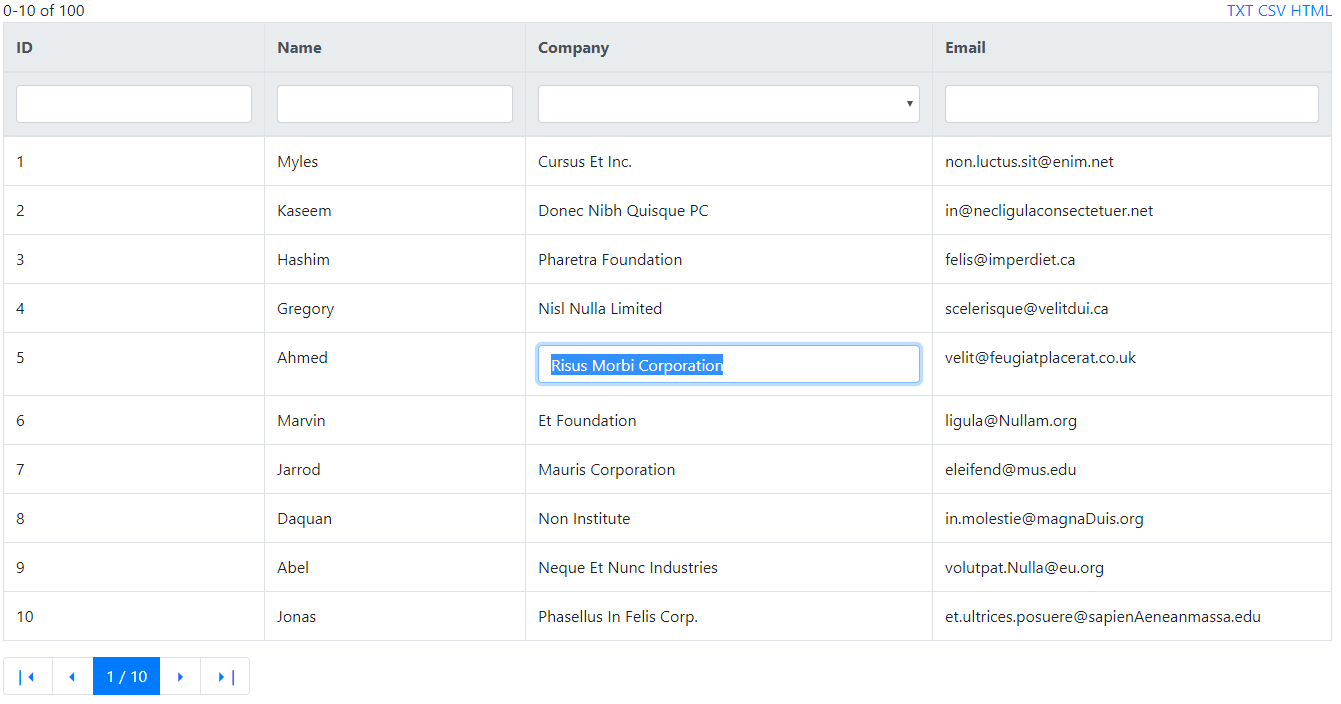 0-10 of 100 TXT CSV HTML
ID Name Company Email
1 Myles Cursus Et Inc. non.luctus.sit@enim.net
2 Kaseem Donec Nibh Quisque PC in@necligulaconsectetuer.net
3 Hashim Pharetra Foundation felis@imperdiet.ca
4 Gregory Nisl Nulla Limited scelerisque@velitdui.ca
5 Ahmed Risus Morbi Corporation velit@feugiatplacerat.co.uk
6 Marvin Et Foundation ligula@Nullam.org
7 Jarrod Mauris Corporation eleifend@mus.edu
8 Daquan Non Institute in.molestie@magnaDuis.org
9 Abel Neque Et Nunc Industries volutpat.Nulla@eu.org
10 Jonas Phasellus In Felis Corp. et.ultrices.posuere@sapienAeneanmassa.edu
1 / 10